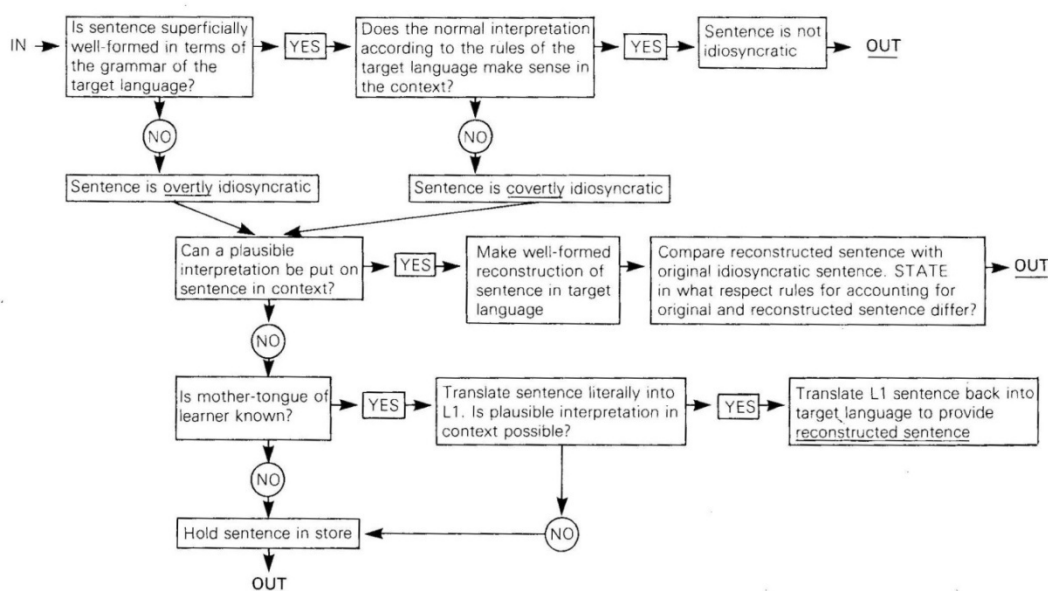 IN
Is sentence superficially
well-formed in terms of
the grammar of the
target language?
YES
Does the normal interpretation
according to the rules of the
target language make sense in
the context?
YES
Sentence is not
idiosyncratic
OUT
NO
NO
Sentence is overtly idiosyncratic
Sentence is covertly idiosyncratic
Can a plausible
interpretation be put on
sentence in context?
YES
Make well-formed
reconstruction of
sentence in target
language
Compare reconstructed sentence with
original idiosyncratic sentence. STATE
in what respect rules for accounting for
original and reconstructed sentence differ?
OUT
NO
Is mother-tongue of
learner known?
YES
Translate sentence literally into
L1. Is plausible interpretation in
context possible?
YES
Translate L1 sentence back into
target language to provide
reconstructed sentence
NO
Hold sentence in store
NO
OUT